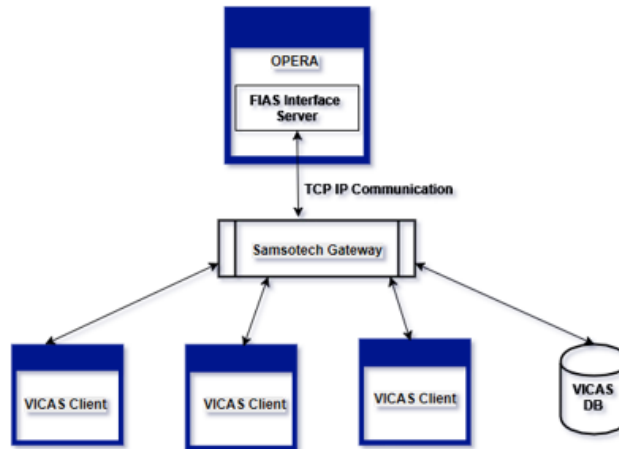 OPERA
FIAS Interface
Server
TCP IP Communication
Samsotech Gateway
VICAS Client
VICAS Client
VICAS Client
VICAS
DB